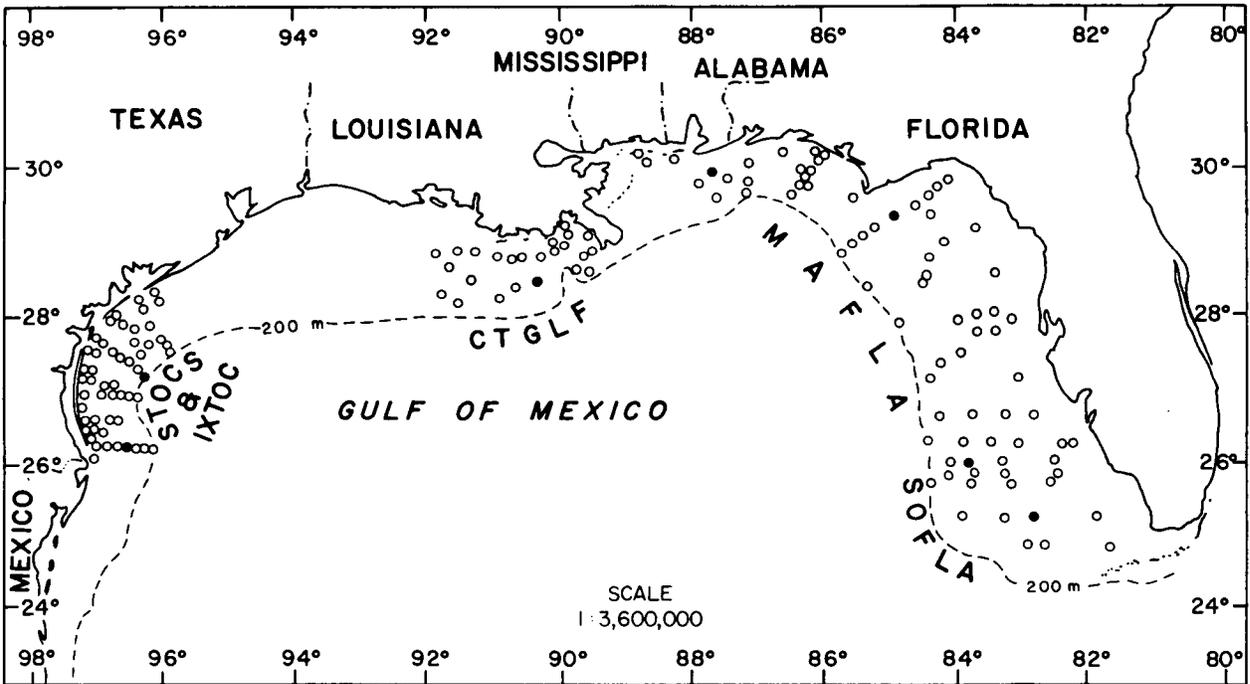 98° 96° 94° 92° 90° 88° 86° 84° 82° 80°
MISSISSIPPI ALABAMA
TEXAS LOUISIANA FLORIDA
30° 30°
MAFLA
28° 200 m CTGLF 28°
STOCS
&
IXTOC
GULF OF MEXICO
26° 26°
SOFLA
MEXICO
200 m
SCALE
24° 1:3,600,000 24°
98° 96° 94° 92° 90° 88° 86° 84° 82° 80°